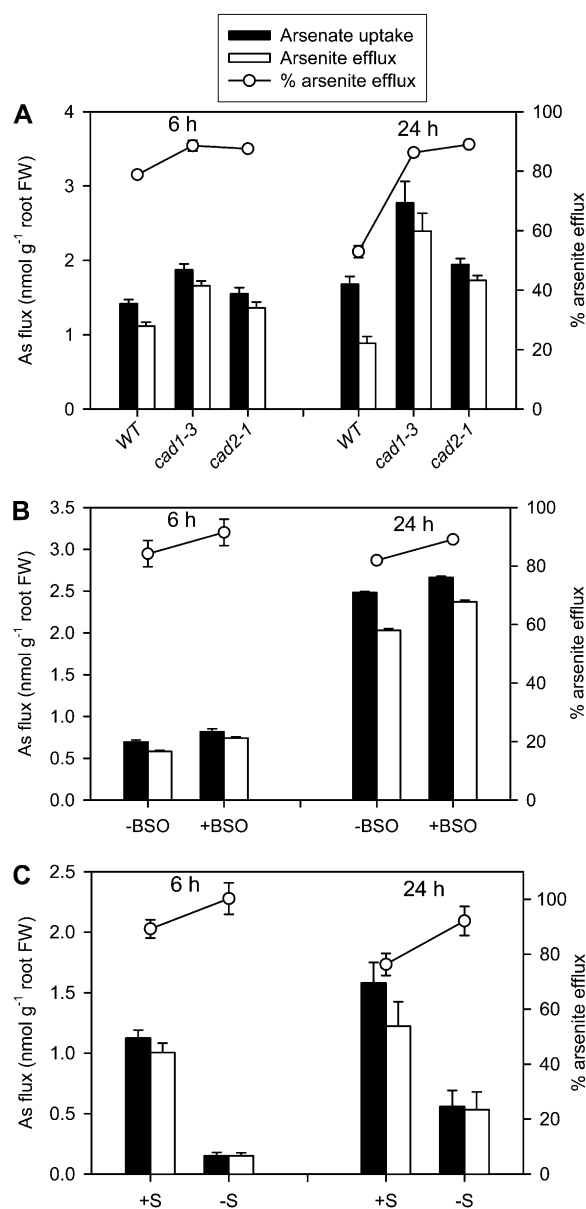 Arsenate uptake
Arsenite efflux
% arsenite efflux
A
6 h
24 h
As flux (nmol g-1 root FW)
4
3
2
1
0
100
80
60
40
20
0
% arsenite efflux
WT
cad1-3
cad2-1
WT
cad1-3
cad2-1
B
6 h
24 h
As flux (nmol g-1 root FW)
3.5
3.0
2.5
2.0
1.5
1.0
0.5
0.0
100
80
60
40
20
0
% arsenite efflux
-BSO
+BSO
-BSO
+BSO
C
6 h
24 h
As flux (nmol g-1 root FW)
2.5
2.0
1.5
1.0
0.5
0.0
100
80
60
40
20
0
% arsenite efflux
+S
-S
+S
-S